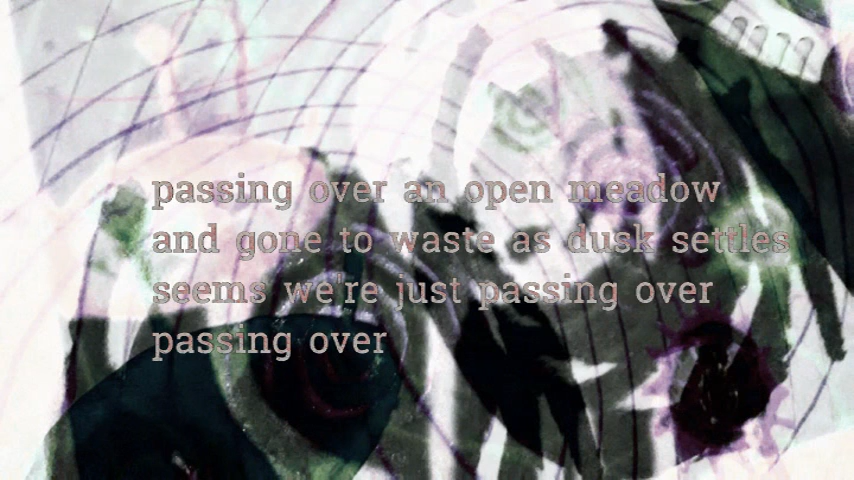 passing over an open meadow
and gone to waste as dusk settles
seems we're just passing over
passing over